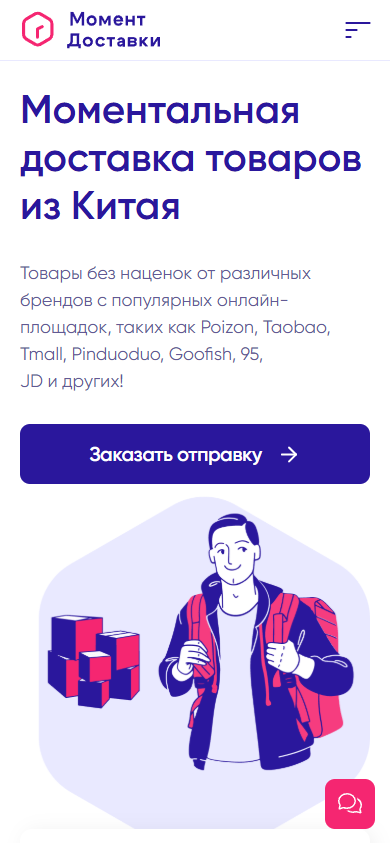 Момент
Доставки
Моментальная
доставка товаров
из Китая
Товары без наценок от различных
брендов с популярных онлайн-
площадок, таких как Poizon, Taobao,
Tmall, Pinduoduo, Goofish, 95,
JD и других!
Заказать отправку